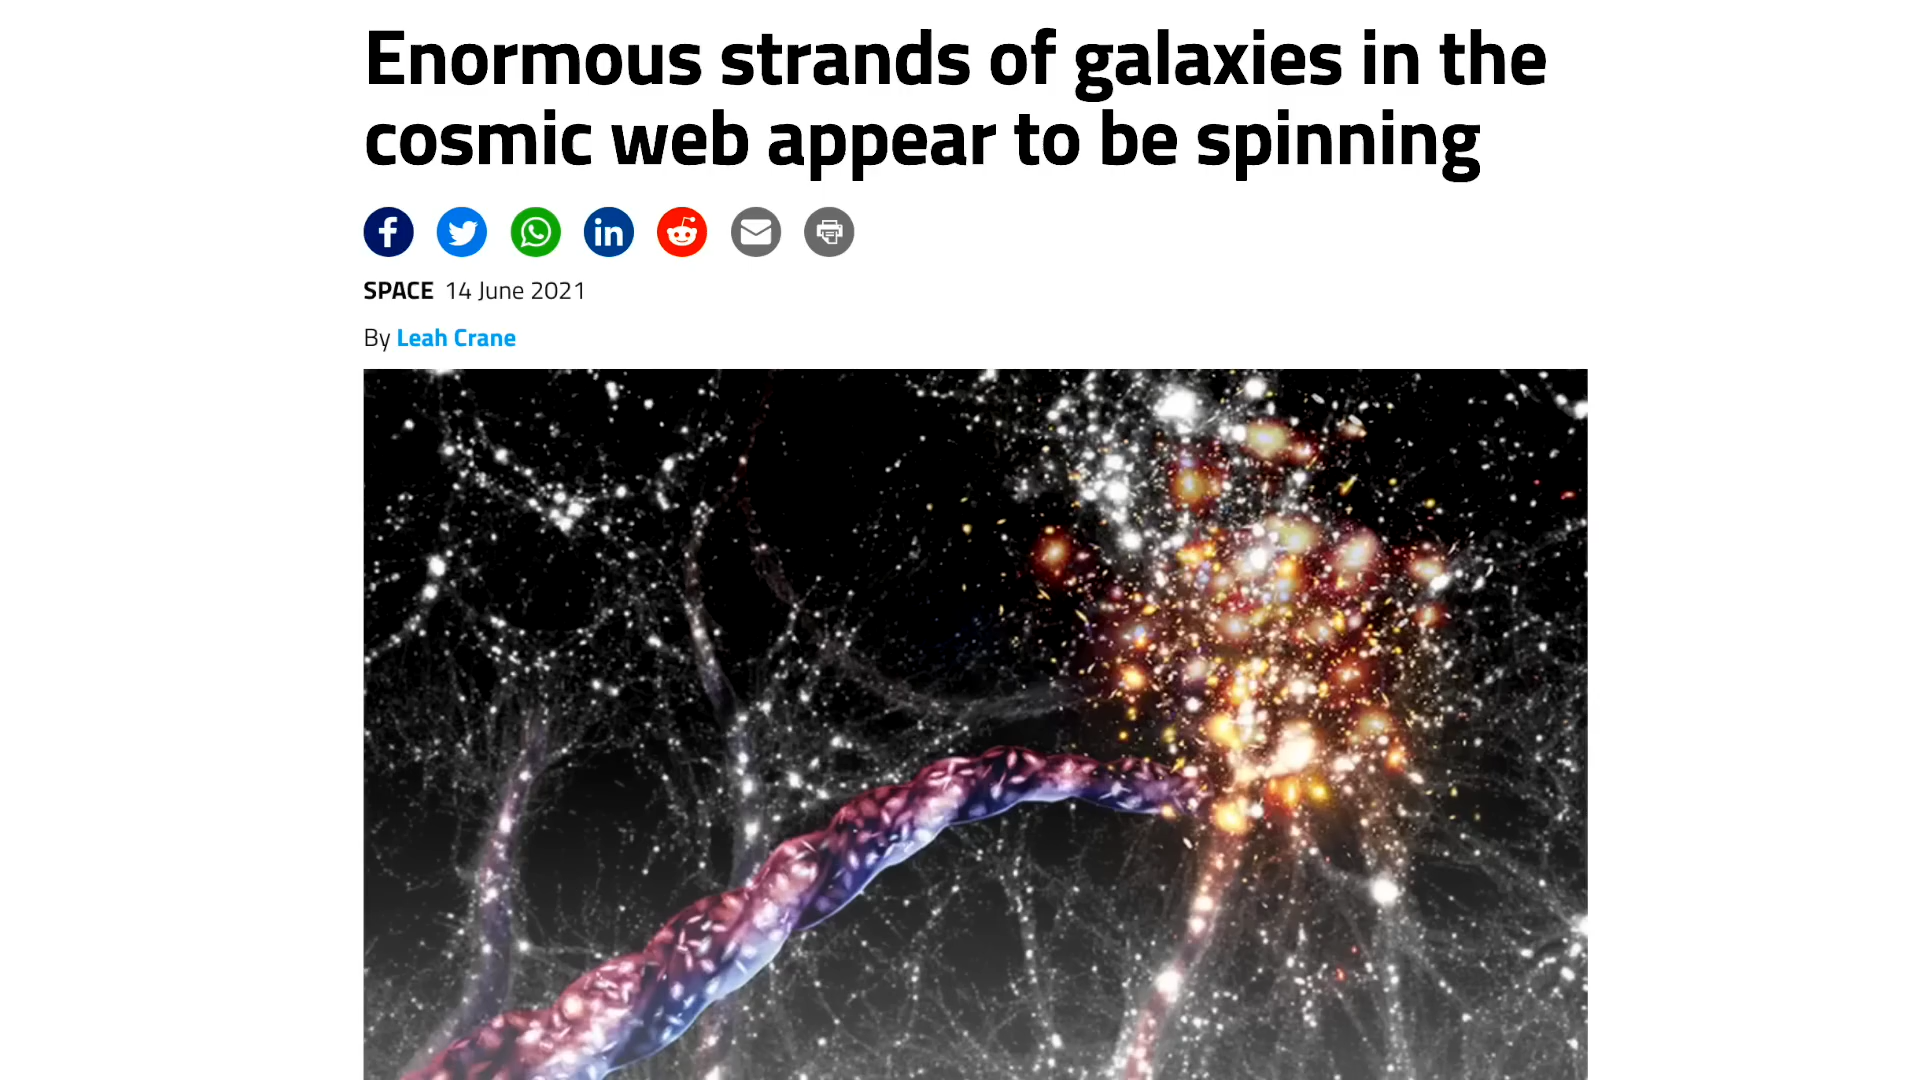 Enormous strands of galaxies in the
cosmic web appear to be spinning
SPACE 14 June 2021
By Leah Crane